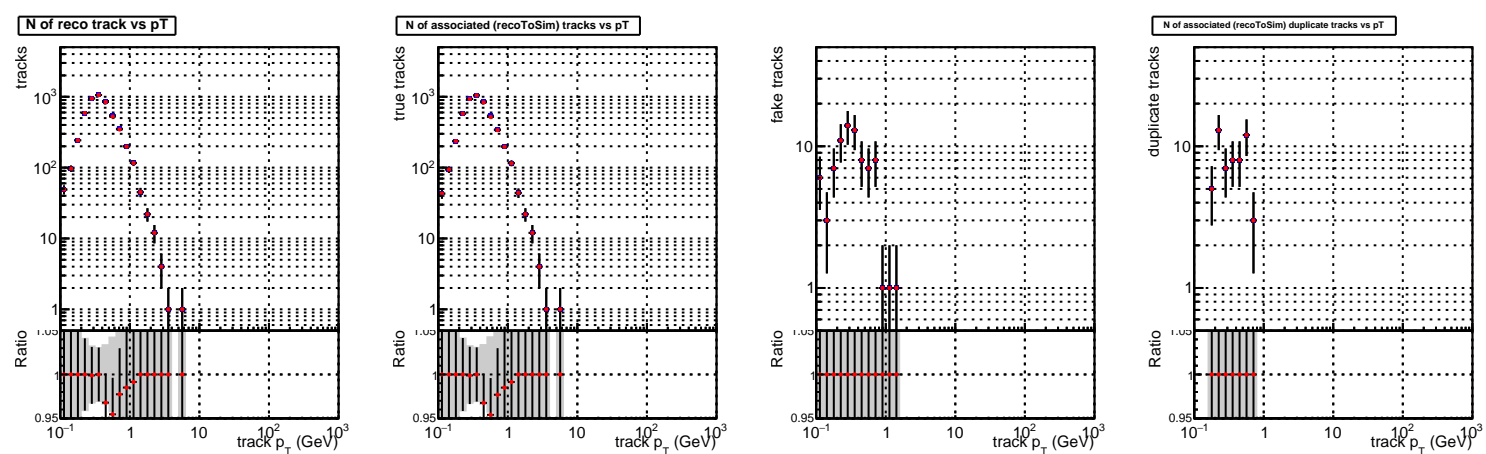 N of reco track vs pT
tracks
10³
10²
10
1
Ratio
1.05
1
0.95
10⁻¹ 1 10 10² 10³
track p_T (GeV)
N of associated (recoToSim) tracks vs pT
true tracks
10³
10²
10
1
Ratio
1.05
1
0.95
10⁻¹ 1 10 10² 10³
track p_T (GeV)
fake tracks
10
1
Ratio
1.05
1
0.95
10⁻¹ 1 10 10² 10³
track p_T (GeV)
N of associated (recoToSim) duplicate tracks vs pT
duplicate tracks
10
1
Ratio
1.05
1
0.95
10⁻¹ 1 10 10² 10³
track p_T (GeV)